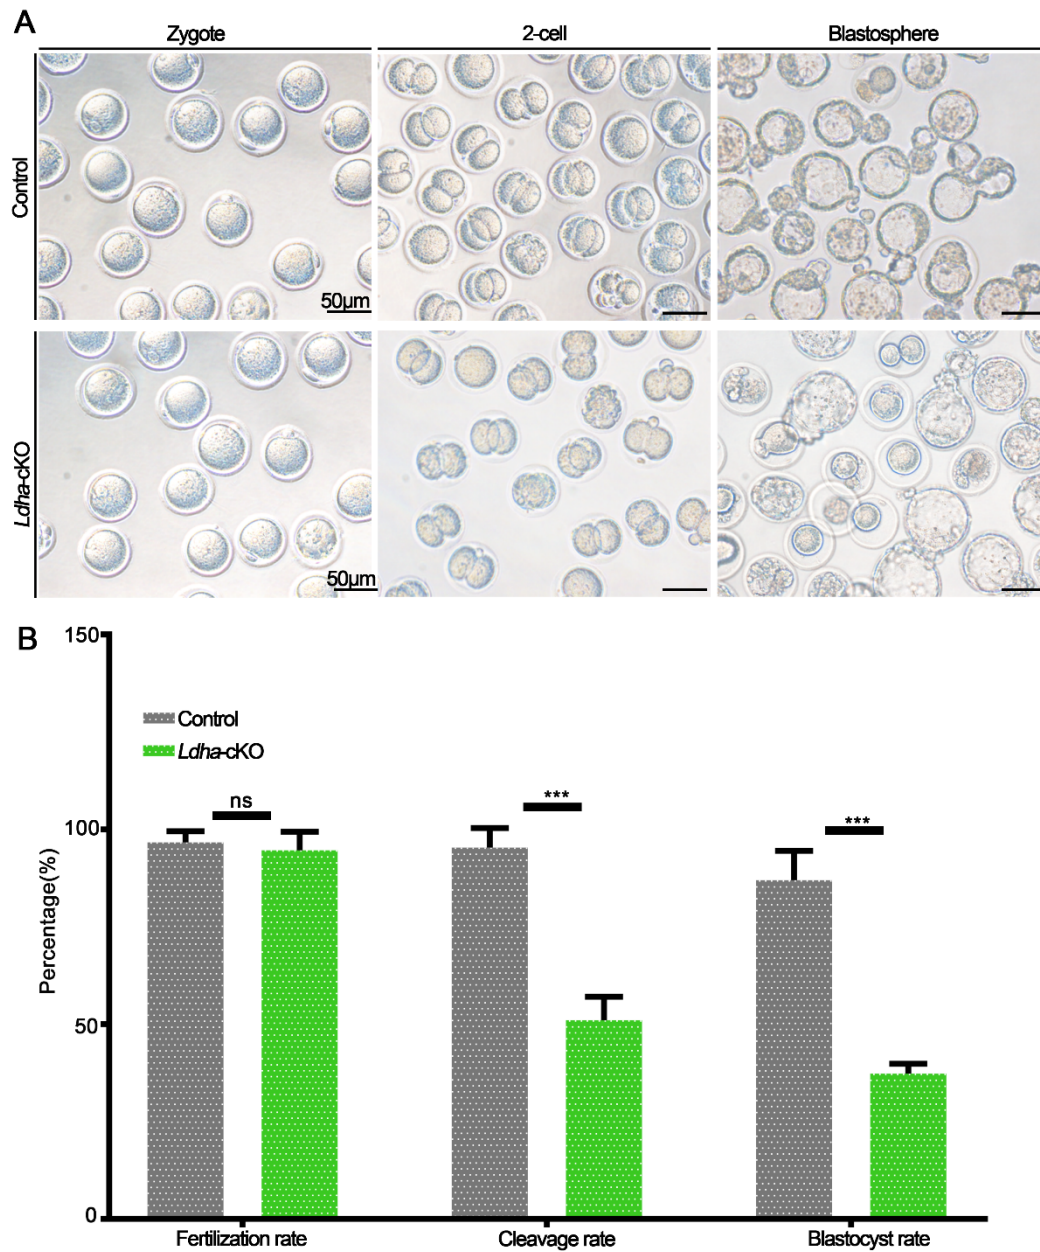 A
Zygote
2-cell
Blastosphere
Control
50μm
Ldha-cKO
50μm
B
150
100
50
0
Percentage(%)
Control
Ldha-cKO
ns
***
***
Fertilization rate
Cleavage rate
Blastocyst rate